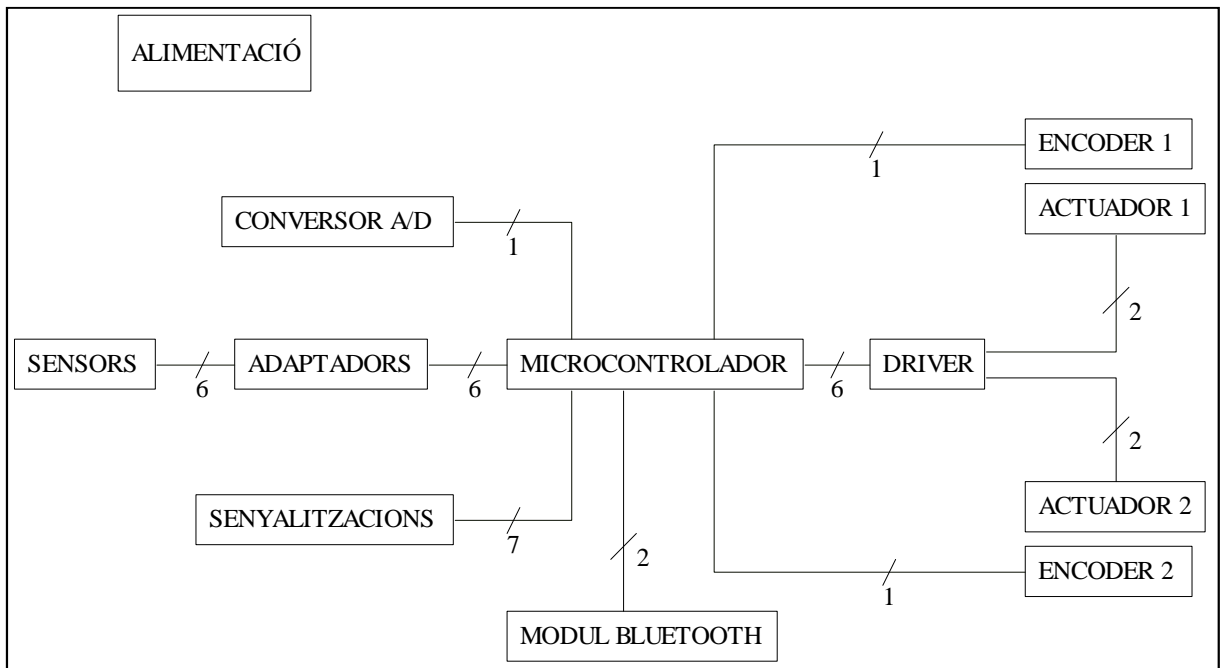 ALIMENTACIÓ
ENCODER 1
1
ACTUADOR 1
CONVERSOR A/D
1
2
SENSORS
6
ADAPTADORS
6
MICROCONTROLADOR
6
DRIVER
2
SENYALITZACIONS
7
ACTUADOR 2
2
ENCODER 2
1
MODUL BLUETOOTH